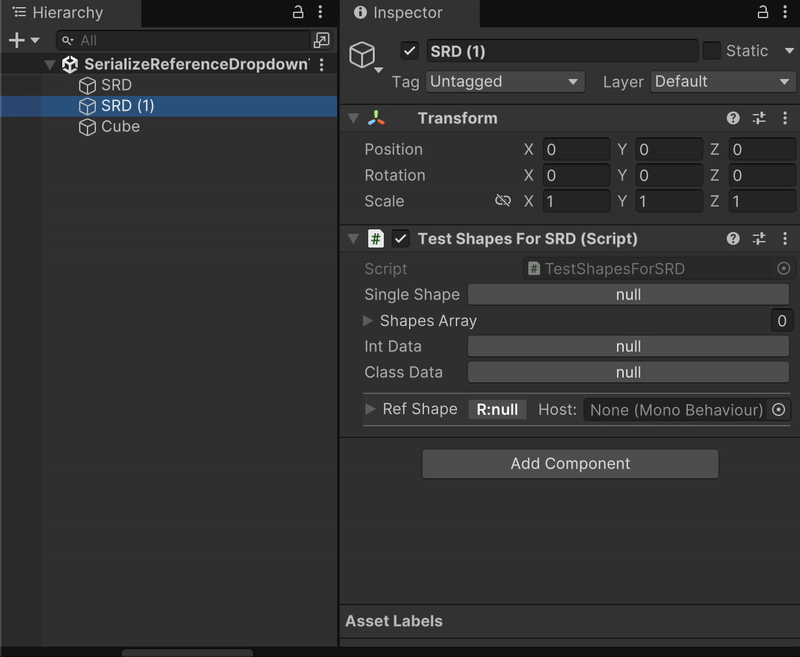 Hierarchy
All
SerializeReferenceDropdown
SRD
SRD (1)
Cube
Inspector
SRD (1)
Static
Tag Untagged Layer Default
Transform
Position X 0 Y 0 Z 0
Rotation X 0 Y 0 Z 0
Scale X 1 Y 1 Z 1
# Test Shapes For SRD (Script)
Script # TestShapesForSRD
Single Shape null
Shapes Array 0
Int Data null
Class Data null
Ref Shape R:null Host: None (Mono Behaviour)
Add Component
Asset Labels